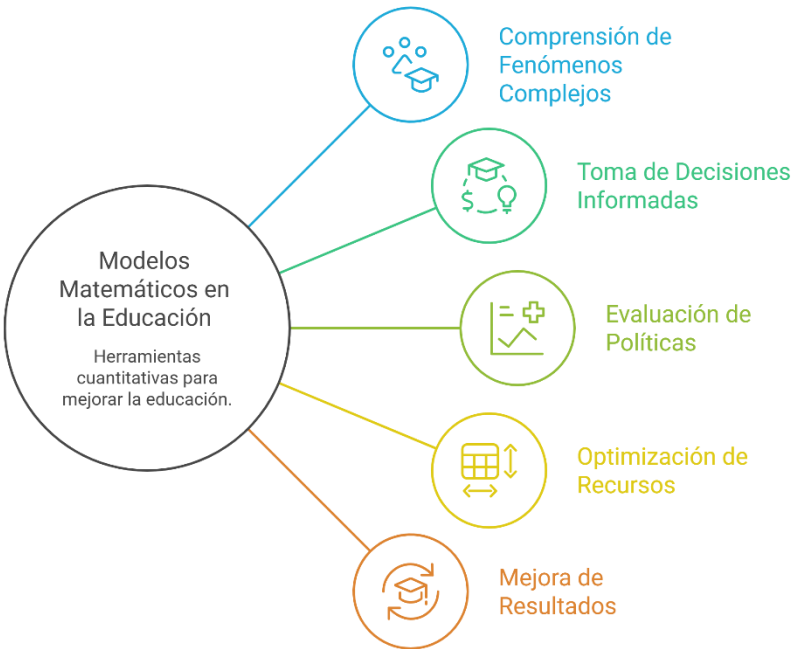 Modelos
Matemáticos en
la Educación
Herramientas
cuantitativas para
mejorar la educación.
Comprensión de
Fenómenos
Complejos
Toma de Decisiones
Informadas
Evaluación de
Políticas
Optimización de
Recursos
Mejora de
Resultados